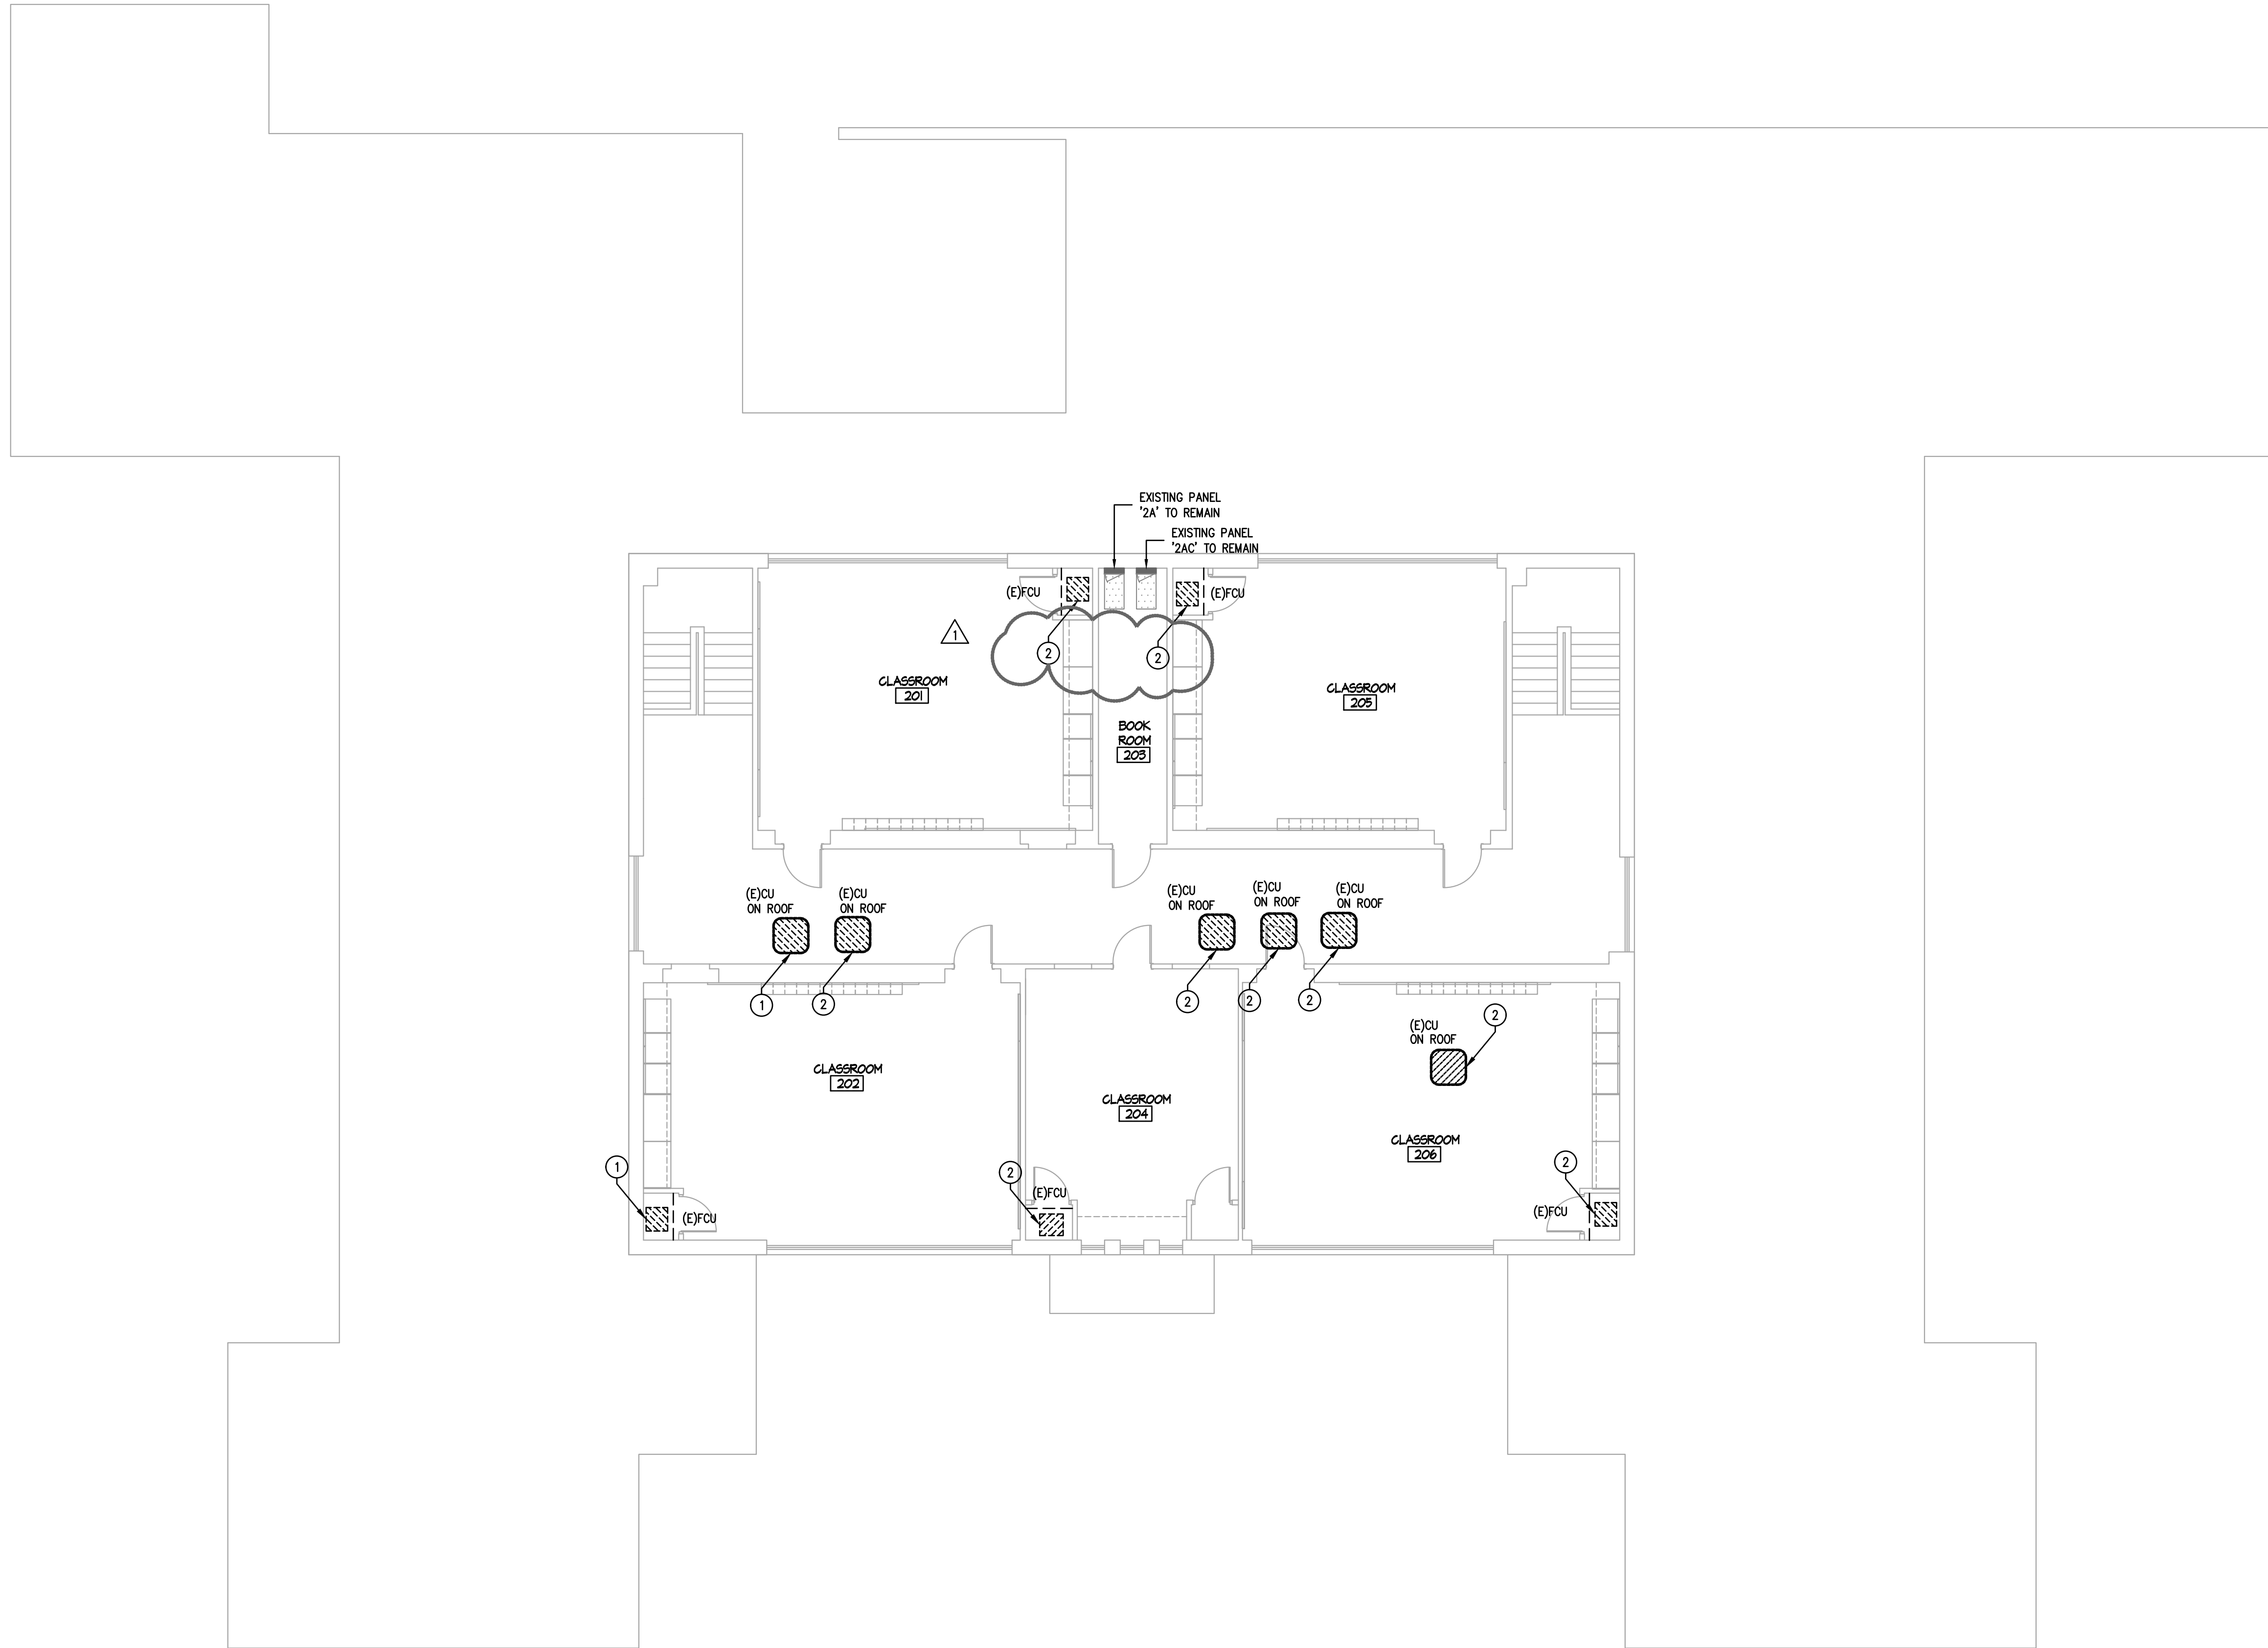 EXISTING PANEL
'2A' TO REMAIN
EXISTING PANEL
'2AC' TO REMAIN
(E)FCU
(E)FCU
1
2
2
CLASSROOM
201
CLASSROOM
205
BOOK
ROOM
203
(E)CU
ON ROOF
(E)CU
ON ROOF
(E)CU
ON ROOF
(E)CU
ON ROOF
(E)CU
ON ROOF
1
2
2
2
2
(E)CU
ON ROOF
2
CLASSROOM
202
CLASSROOM
204
CLASSROOM
206
1
(E)FCU
2
(E)FCU
2
(E)FCU